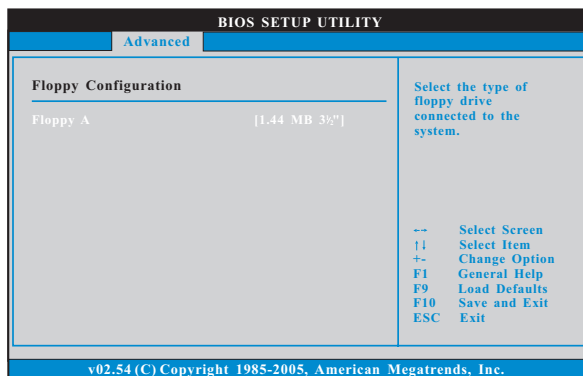 BIOS SETUP UTILITY
Advanced
Floppy Configuration
Floppy A [1.44 MB 3½"]
Select the type of
floppy drive
connected to the
system.
←→ Select Screen
↑↓ Select Item
+- Change Option
F1 General Help
F9 Load Defaults
F10 Save and Exit
ESC Exit
v02.54 (C) Copyright 1985-2005, American Megatrends, Inc.